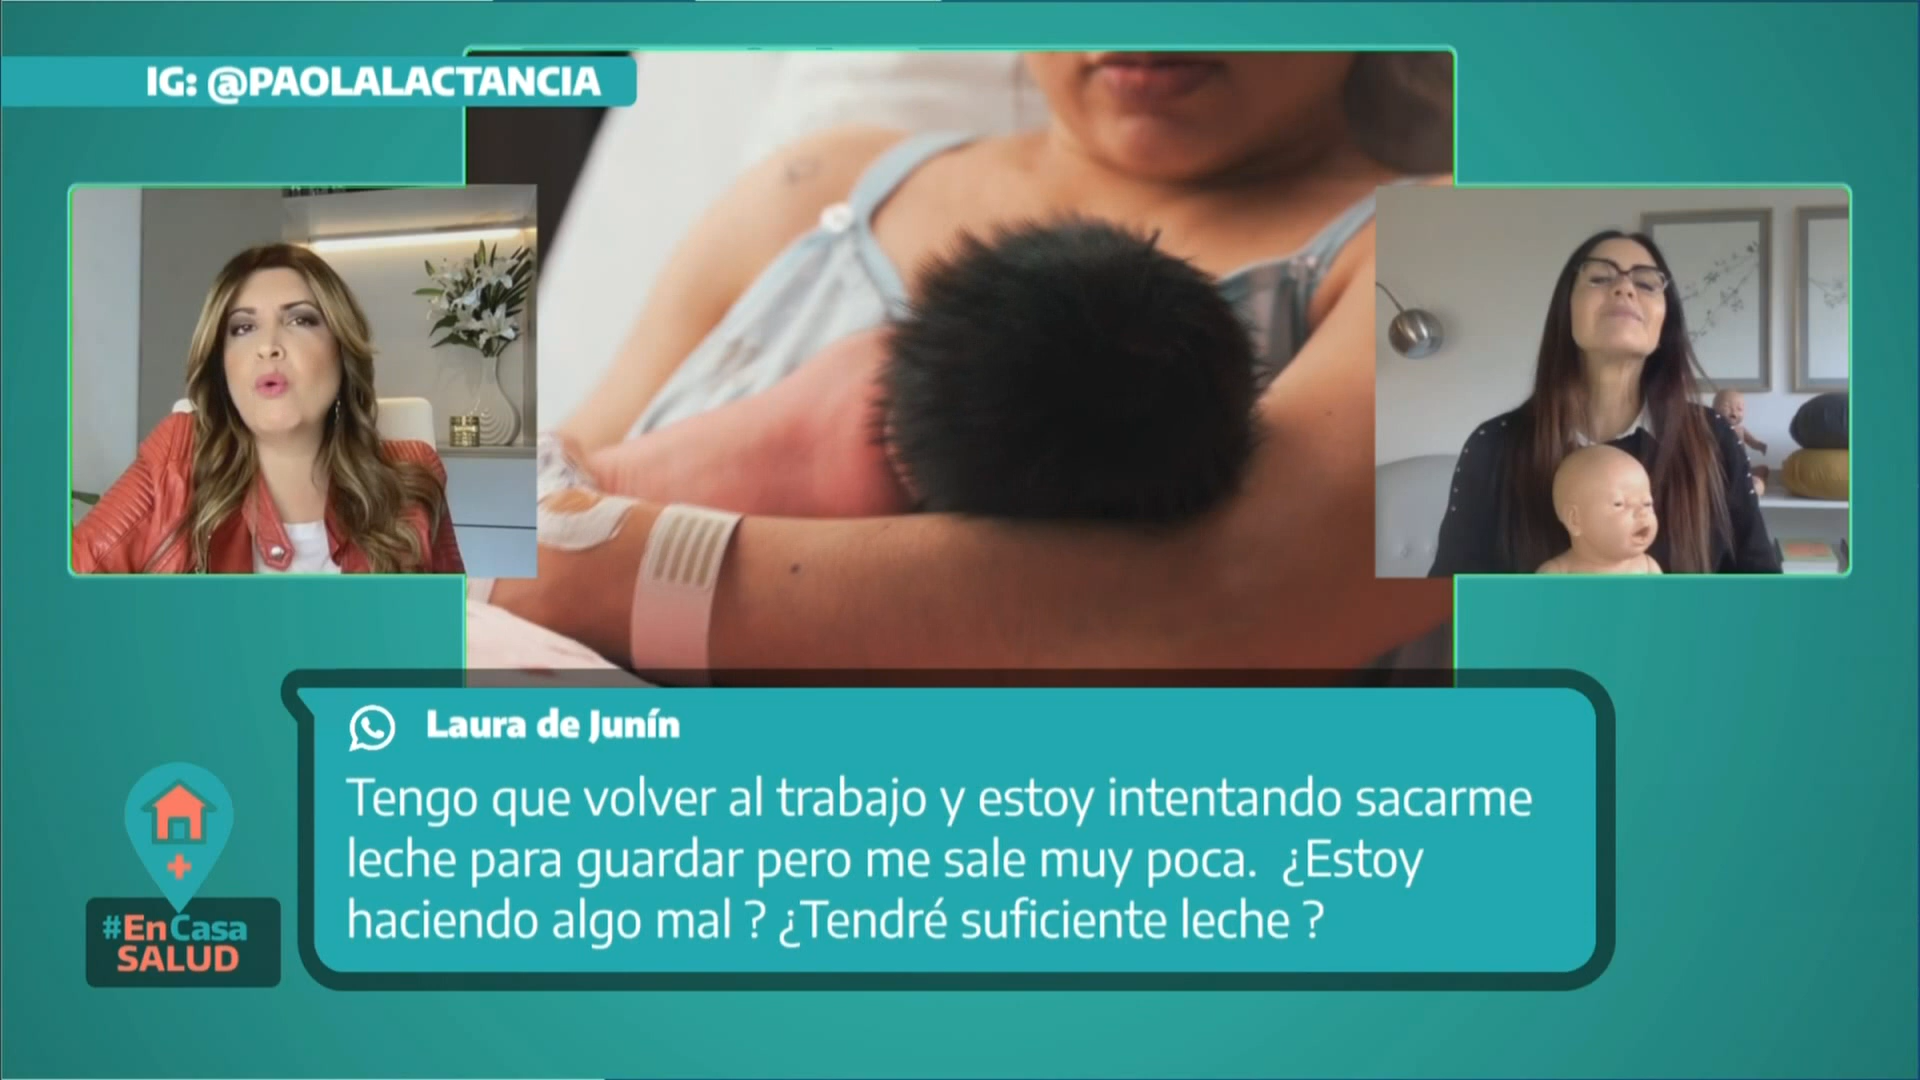 IG: @PAOLALACTANCIA
Laura de Junín
Tengo que volver al trabajo y estoy intentando sacarme
leche para guardar pero me sale muy poca. ¿Estoy
haciendo algo mal ? ¿Tendré suficiente leche ?
#EnCasa
SALUD